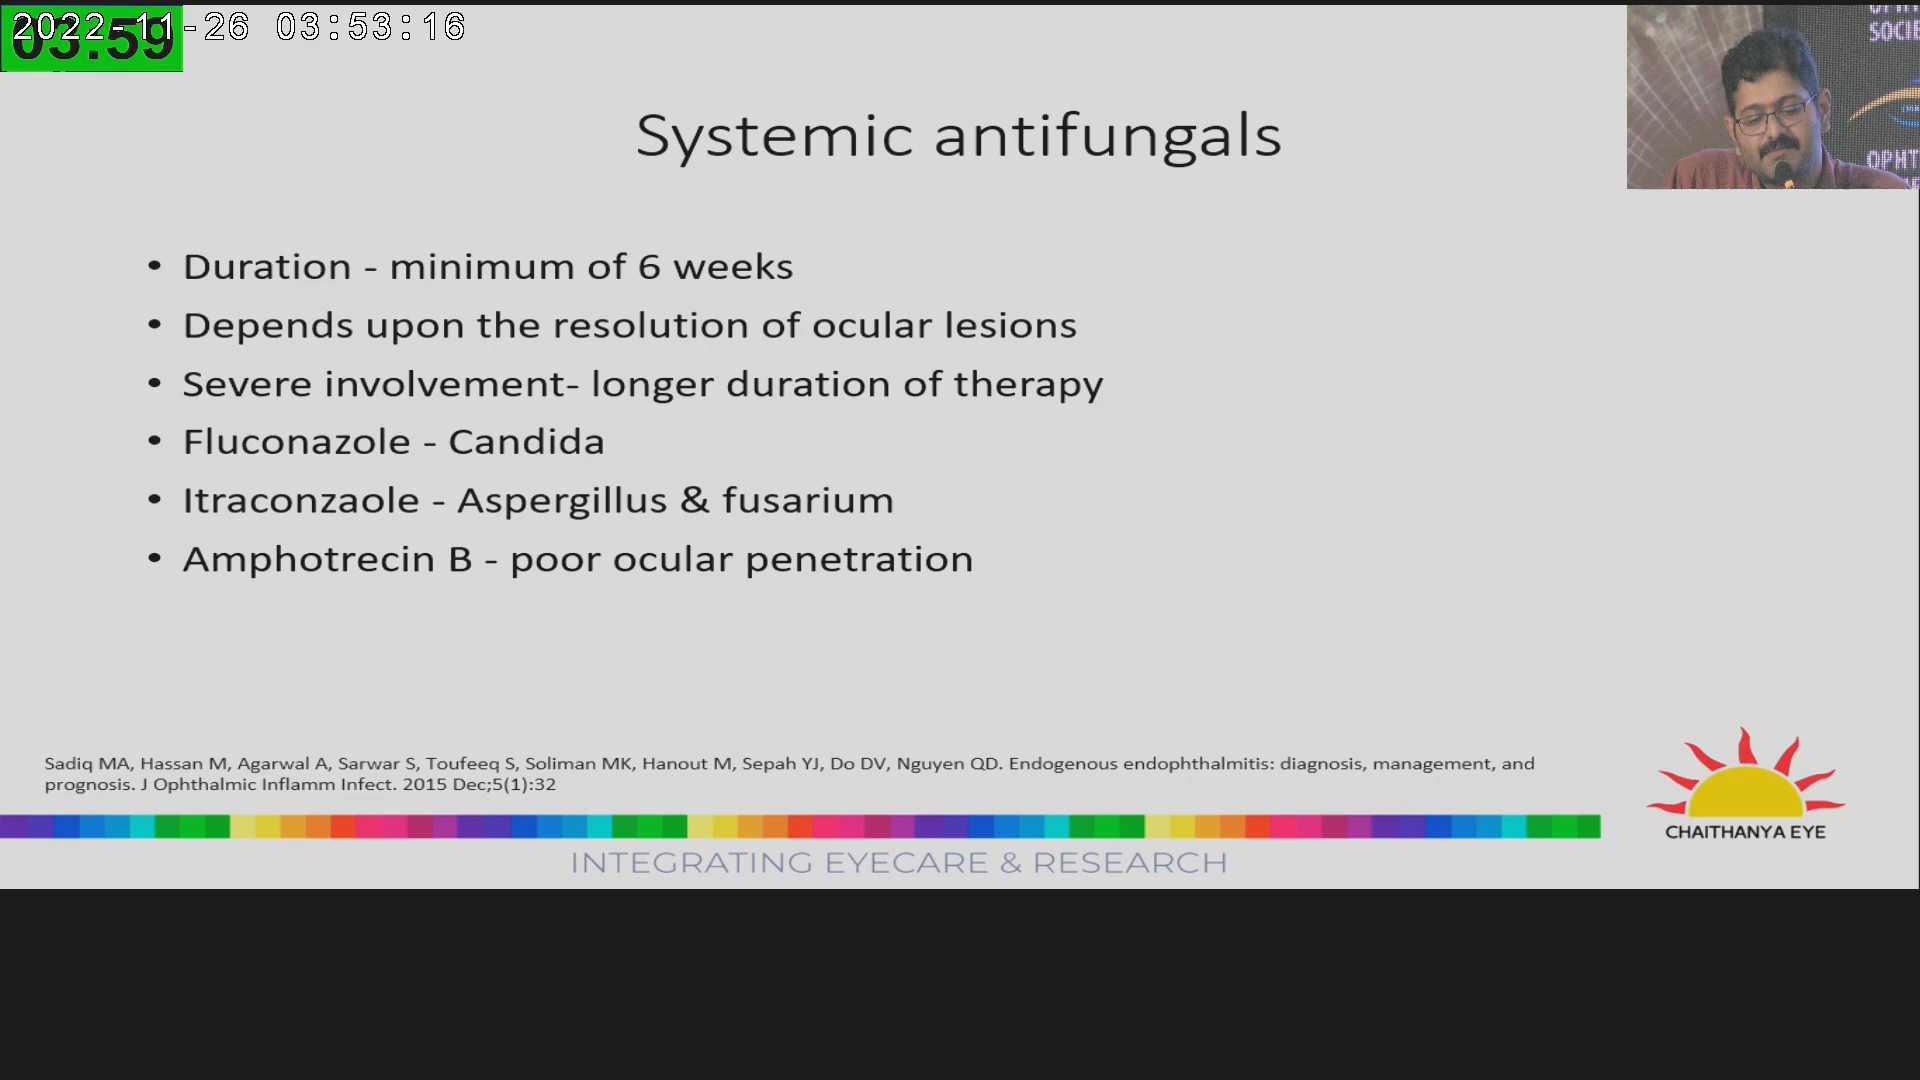 2022-11-26 03:53:16
03:59
OPHT
SOCIE
OPHT
Systemic antifungals
• Duration - minimum of 6 weeks
• Depends upon the resolution of ocular lesions
• Severe involvement- longer duration of therapy
• Fluconazole - Candida
• Itraconzaole - Aspergillus & fusarium
• Amphotrecin B - poor ocular penetration
Sadiq MA, Hassan M, Agarwal A, Sarwar S, Toufeeq S, Soliman MK, Hanout M, Sepah YJ, Do DV, Nguyen QD. Endogenous endophthalmitis: diagnosis, management, and
prognosis. J Ophthalmic Inflamm Infect. 2015 Dec;5(1):32
CHAITHANYA EYE
INTEGRATING EYECARE & RESEARCH